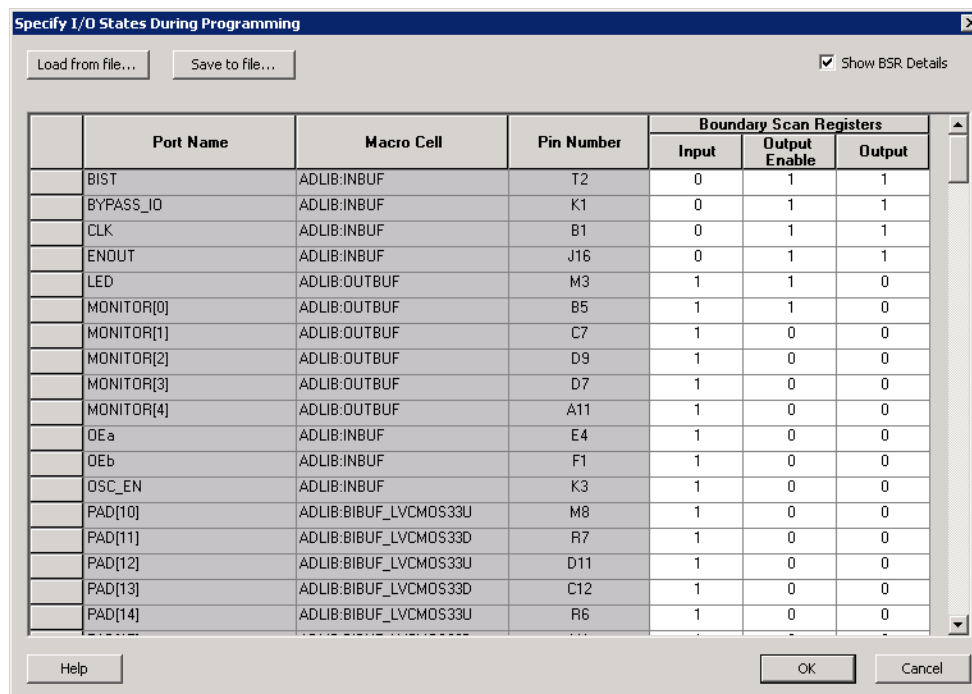 Specify I/O States During Programming
Load from file... Save to file... Show BSR Details
Boundary Scan Registers
Port Name Macro Cell Pin Number Input Output Enable Output
BIST ADLIB:INBUF T2 0 1 1
BYPASS_IO ADLIB:INBUF K1 0 1 1
CLK ADLIB:INBUF B1 0 1 1
ENOUT ADLIB:INBUF J16 0 1 1
LED ADLIB:OUTBUF M3 1 1 0
MONITOR[0] ADLIB:OUTBUF B5 1 1 0
MONITOR[1] ADLIB:OUTBUF C7 1 0 0
MONITOR[2] ADLIB:OUTBUF D9 1 0 0
MONITOR[3] ADLIB:OUTBUF D7 1 0 0
MONITOR[4] ADLIB:OUTBUF A11 1 0 0
OEa ADLIB:INBUF E4 1 0 0
OEb ADLIB:INBUF F1 1 0 0
OSC_EN ADLIB:INBUF K3 1 0 0
PAD[10] ADLIB:BIBUF_LVCMOS33U M8 1 0 0
PAD[11] ADLIB:BIBUF_LVCMOS33D R7 1 0 0
PAD[12] ADLIB:BIBUF_LVCMOS33U D11 1 0 0
PAD[13] ADLIB:BIBUF_LVCMOS33D C12 1 0 0
PAD[14] ADLIB:BIBUF_LVCMOS33U R6 1 0 0
Help OK Cancel